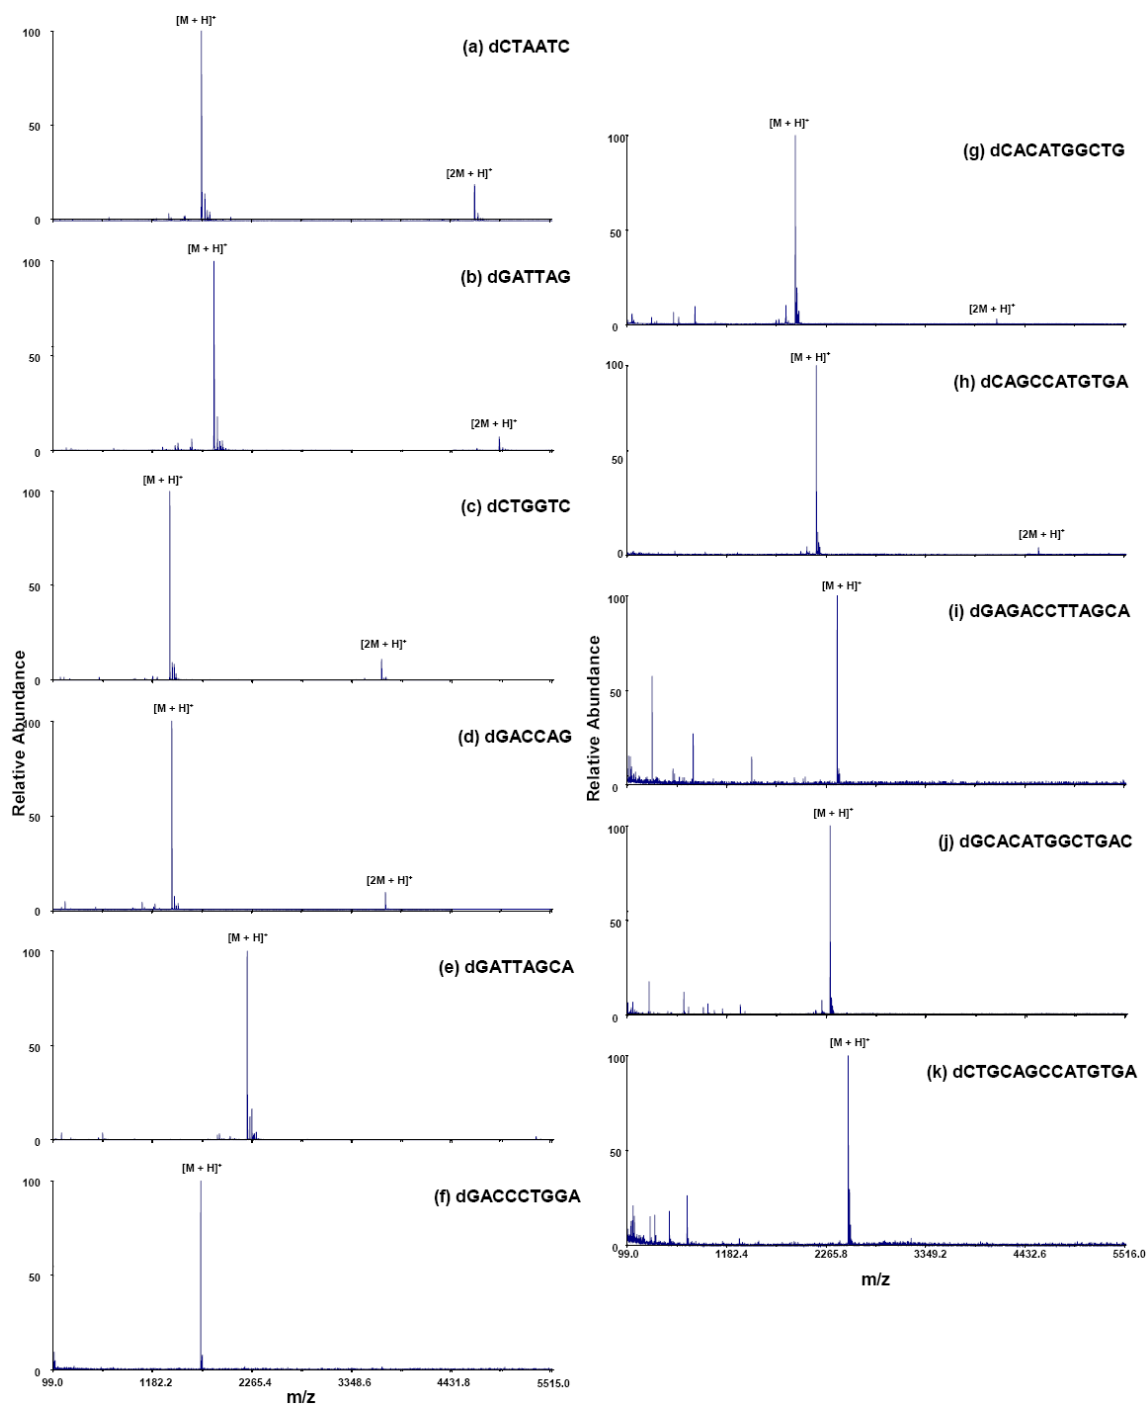 [M + H]+
100
(a) dCTAATC
50
[2M + H]+
0
[M + H]+
100
(b) dGATTAG
50
[2M + H]+
0
[M + H]+
100
(c) dCTGGTC
50
[2M + H]+
0
[M + H]+
100
(d) dGACCAG
50
[2M + H]+
0
[M + H]+
100
(e) dGATTAGCA
50
0
[M + H]+
100
(f) dGACCCTGGA
50
0
99.0 1182.2 2265.4 3348.6 4431.8 5515.0
m/z
Relative Abundance
[M + H]+
100
(g) dCACATGGCTG
50
[2M + H]+
0
[M + H]+
100
(h) dCAGCCATGTGA
50
[2M + H]+
0
[M + H]+
100
(i) dGAGACCTTAGCA
50
0
[M + H]+
100
(j) dGCACATGGCTGAC
50
0
[M + H]+
100
(k) dCTGCAGCCATGTGA
50
0
99.0 1182.4 2265.8 3349.2 4432.6 5516.0
m/z
Relative Abundance